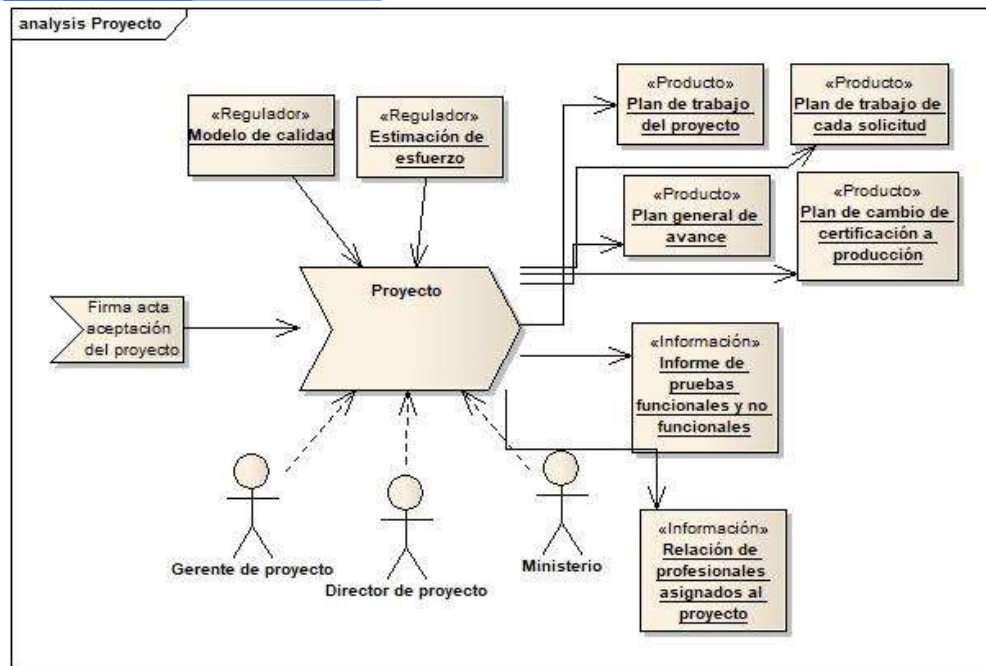 analysis Proyecto
«Regulador»
Modelo de calidad
«Regulador»
Estimación de
esfuerzo
«Producto»
Plan de trabajo
del proyecto
«Producto»
Plan de trabajo de
cada solicitud
«Producto»
Plan general de
avance
«Producto»
Plan de cambio de
certificación a
producción
Proyecto
Firma acta
aceptación
del proyecto
«Información»
Informe de
pruebas
funcionales y no
funcionales
Gerente de proyecto
Director de proyecto
Ministerio
«Información»
Relación de
profesionales
asignados al
proyecto